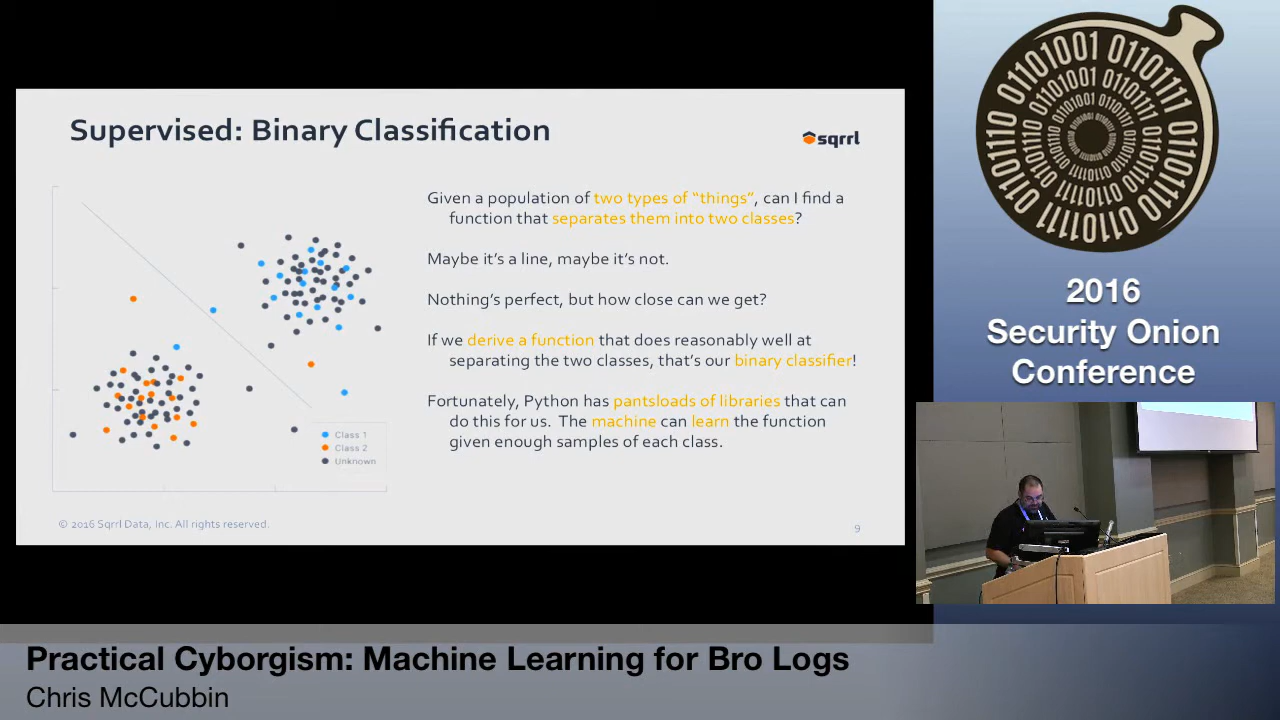 Supervised: Binary Classification
sqrrl
Given a population of two types of “things”, can I find a
function that separates them into two classes?
Maybe it’s a line, maybe it’s not.
Nothing’s perfect, but how close can we get?
If we derive a function that does reasonably well at
separating the two classes, that’s our binary classifier!
Fortunately, Python has pantsloads of libraries that can
do this for us. The machine can learn the function
given enough samples of each class.
Class 1
Class 2
Unknown
© 2016 Sqrrl Data, Inc. All rights reserved.
9
2016
Security Onion
Conference
Practical Cyborgism: Machine Learning for Bro Logs
Chris McCubbin